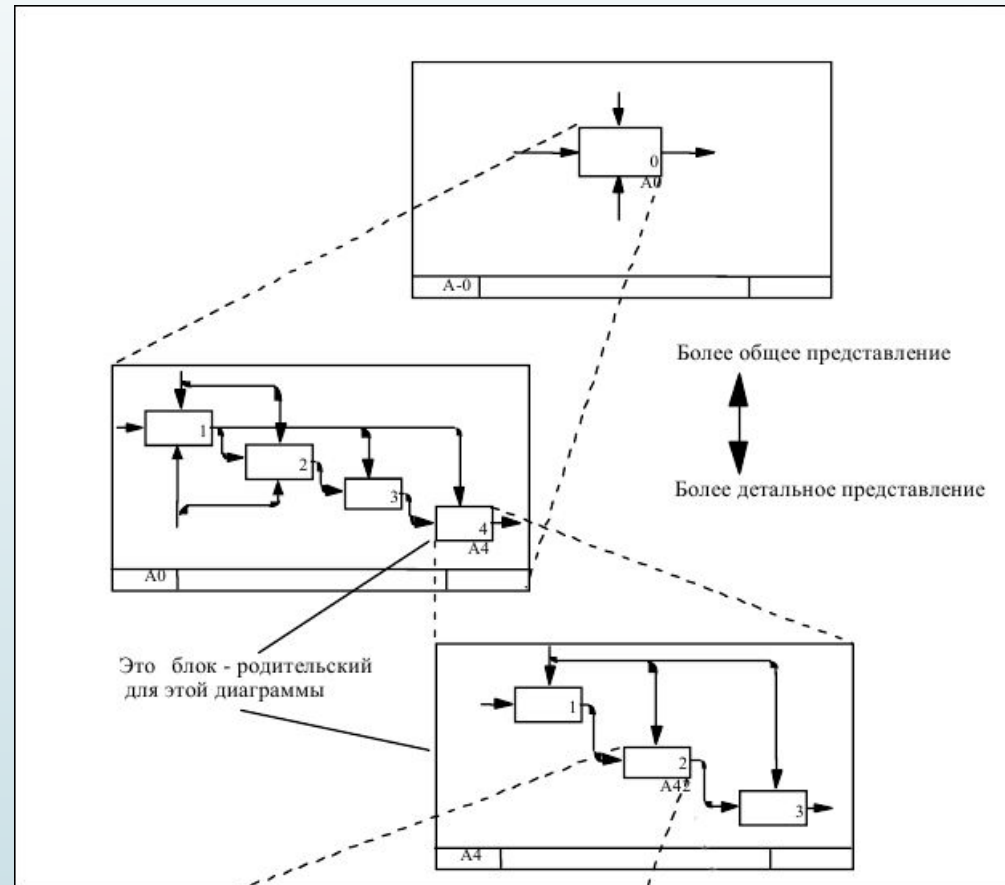 0
A0
A-0
Более общее представление
Более детальное представление
1
2
3
4
A4
A0
Это блок - родительский
для этой диаграммы
1
2
A42
3
A4